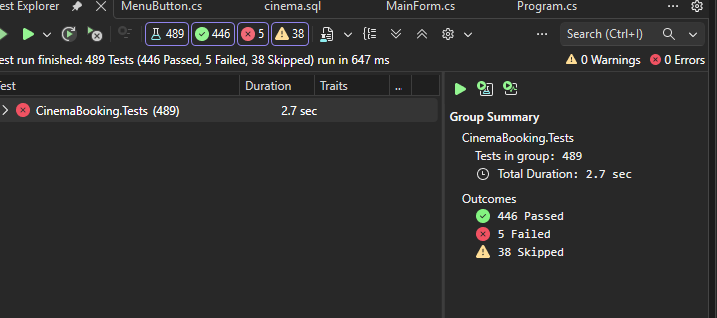 est Explorer MenuButton.cs cinema.sql MainForm.cs Program.cs ...
489 446 5 38 ... Search (Ctrl+I)
est run finished: 489 Tests (446 Passed, 5 Failed, 38 Skipped) run in 647 ms 0 Warnings 0 Errors
est Duration Traits ...
CinemaBooking.Tests (489) 2.7 sec
Group Summary
CinemaBooking.Tests
Tests in group: 489
Total Duration: 2.7 sec
Outcomes
446 Passed
5 Failed
38 Skipped